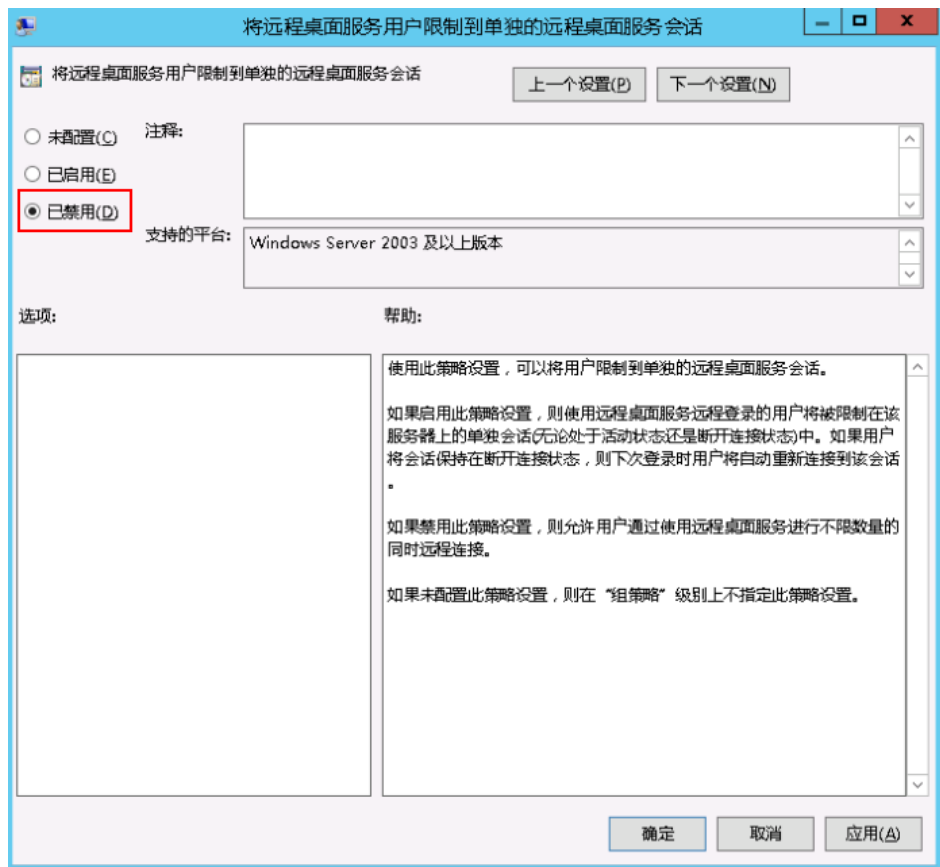 将远程桌面服务用户限制到单独的远程桌面服务会话
将远程桌面服务用户限制到单独的远程桌面服务会话
上一个设置(P)
下一个设置(N)
未配置(C)
注释:
已启用(E)
已禁用(D)
支持的平台:
Windows Server 2003 及以上版本
选项:
帮助:
使用此策略设置，可以将用户限制到单独的远程桌面服务会话。
如果启用此策略设置，则使用远程桌面服务远程登录的用户将被限制在该
服务器上的单独会话(无论处于活动状态还是断开连接状态)中。如果用户
将会话保持在断开连接状态，则下次登录时用户将自动重新连接到该会话
。
如果禁用此策略设置，则允许用户通过使用远程桌面服务进行不限数量的
同时远程连接。
如果未配置此策略设置，则在“组策略”级别上不指定此策略设置。
确定
取消
应用(A)